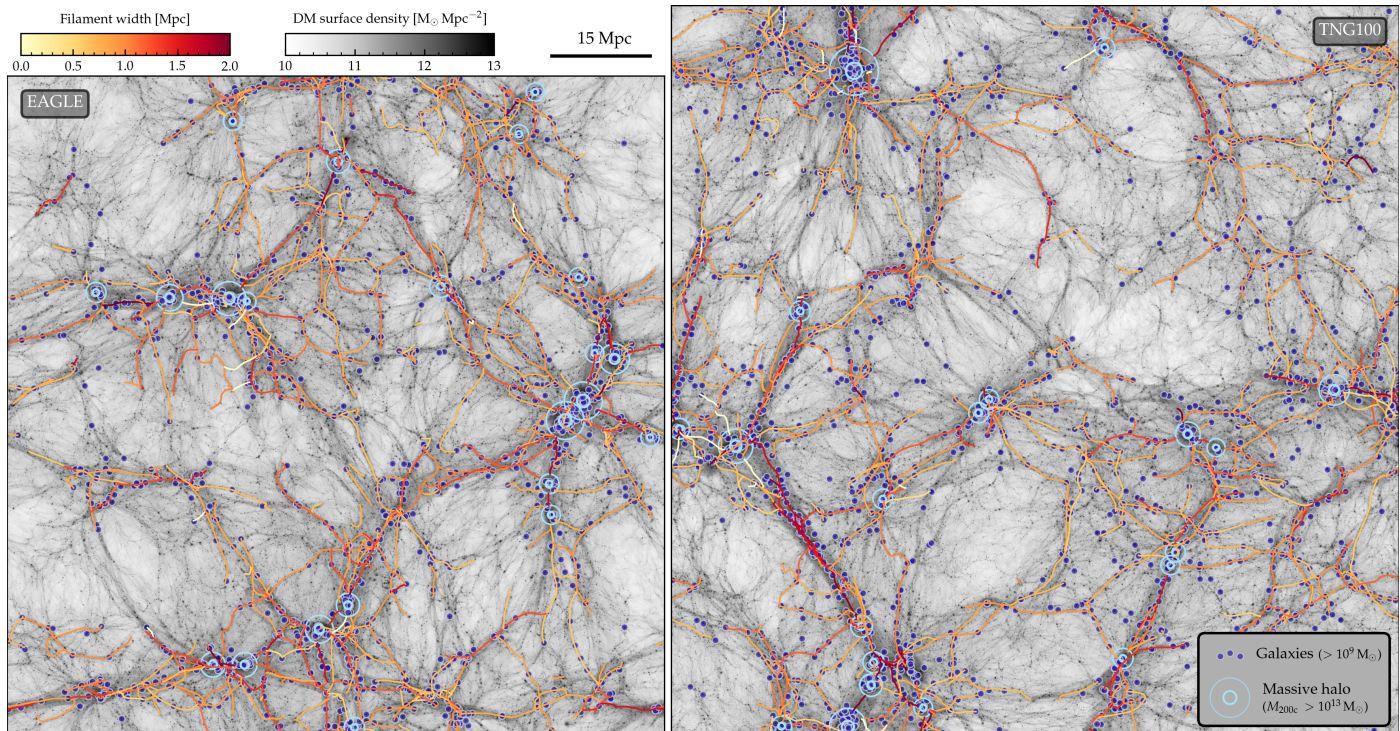 Filament width [Mpc]
0.0 0.5 1.0 1.5 2.0
DM surface density [M⊙ Mpc⁻²]
10 11 12 13
15 Mpc
EAGLE
TNG100
Galaxies (> 10⁹ M⊙)
Massive halo
(M₂₀₀c > 10¹³ M⊙)